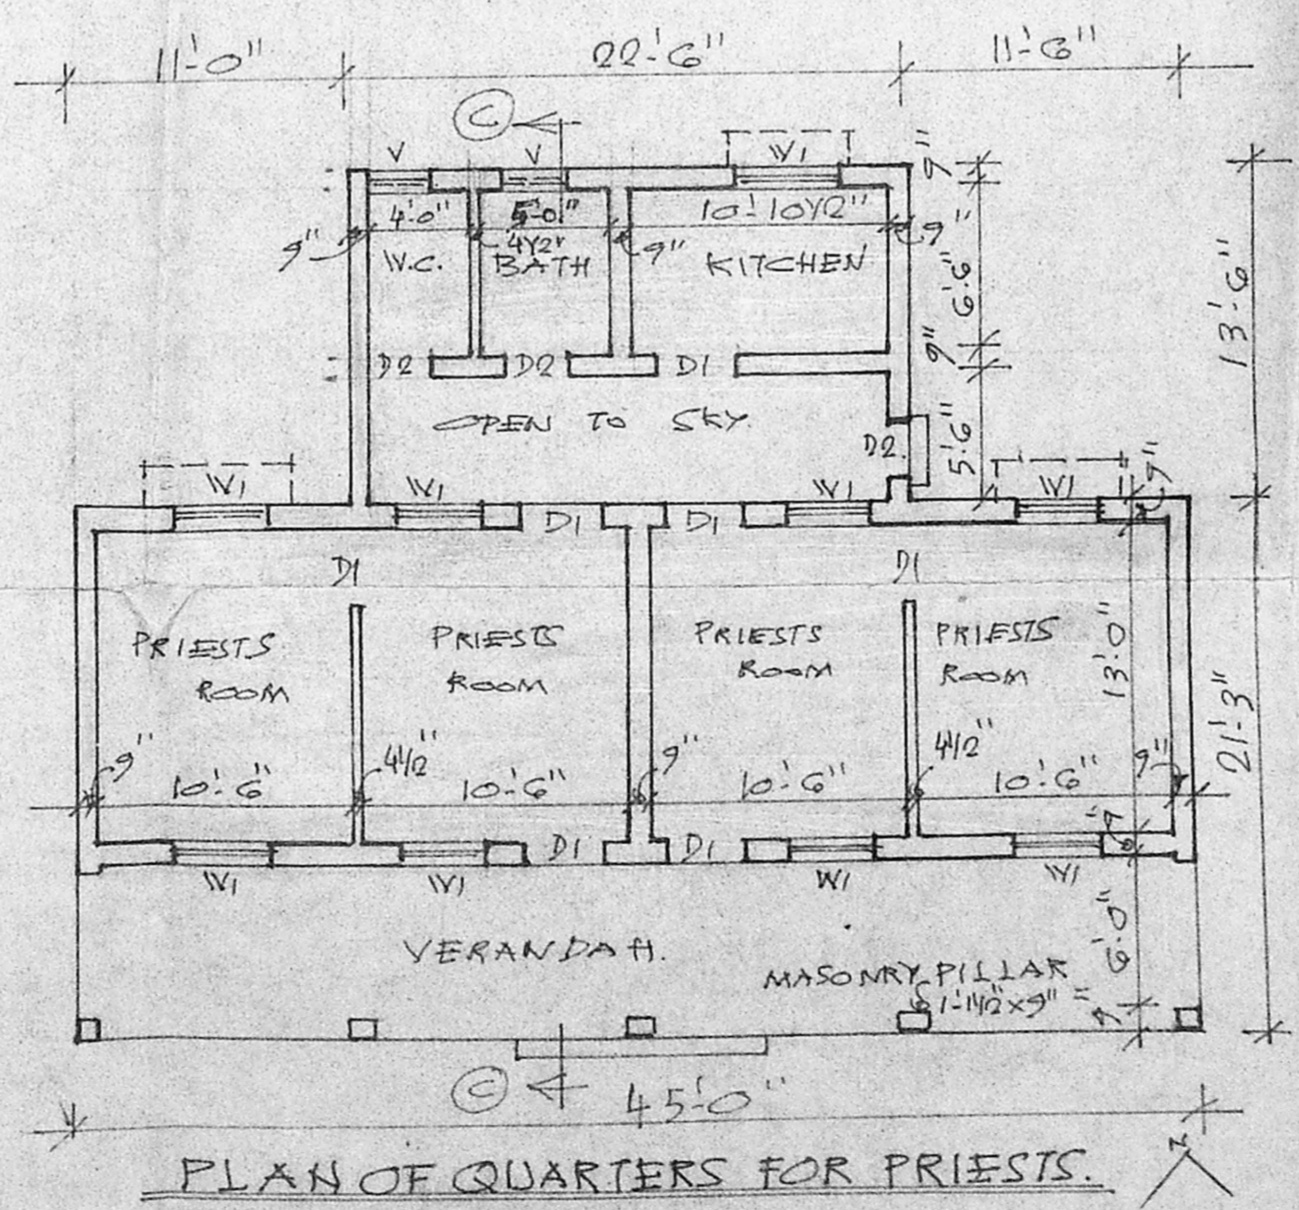 11'-0" 22'-6" 11'-6"
C
V V W1 9"
4'-0" 5'-0" 10'-10 1/2"
9" 4 1/2" 9" 9"
W.C. BATH KITCHEN 6'-6" 13'-6"
9"
D2 D2 D1
OPEN TO SKY.
D2 5'-6"
W1 W1 W1 W1 9"
D1 D1
D1 D1
PRIESTS PRIESTS PRIESTS PRIESTS
ROOM ROOM ROOM ROOM 13'-0"
9" 4 1/2" 9" 4 1/2" 9" 21'-3"
10'-6" 10'-6" 10'-6" 10'-6"
9"
D1 D1
W1 W1 W1 W1
VERANDAH. 6'-0"
MASONRY PILLAR
1'-1 1/2" x 9" 9"
C 45'-0"
N
PLAN OF QUARTERS FOR PRIESTS.